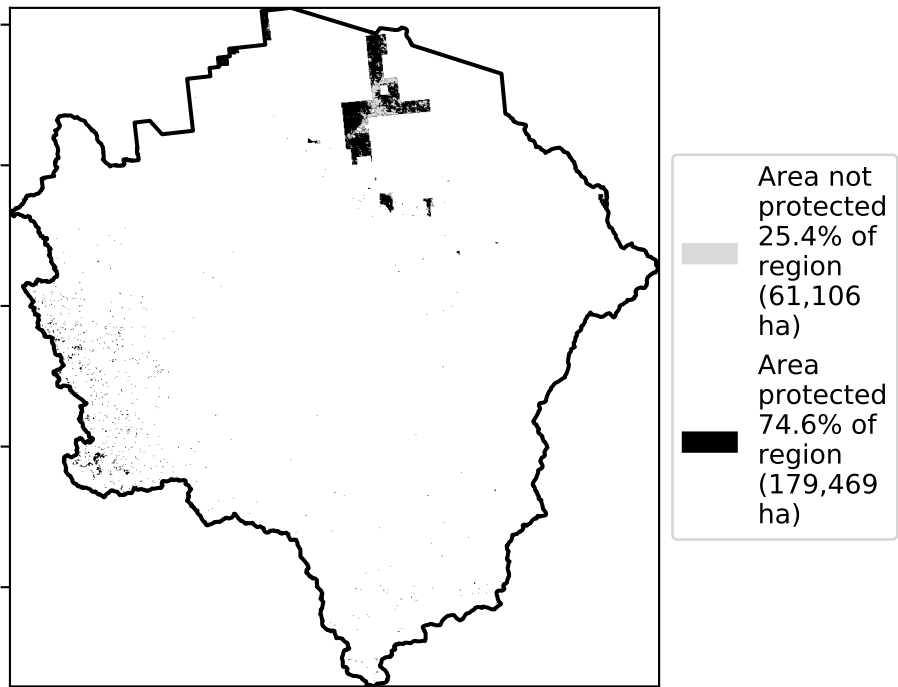 Area not
protected
25.4% of
region
(61,106
ha)
Area
protected
74.6% of
region
(179,469
ha)